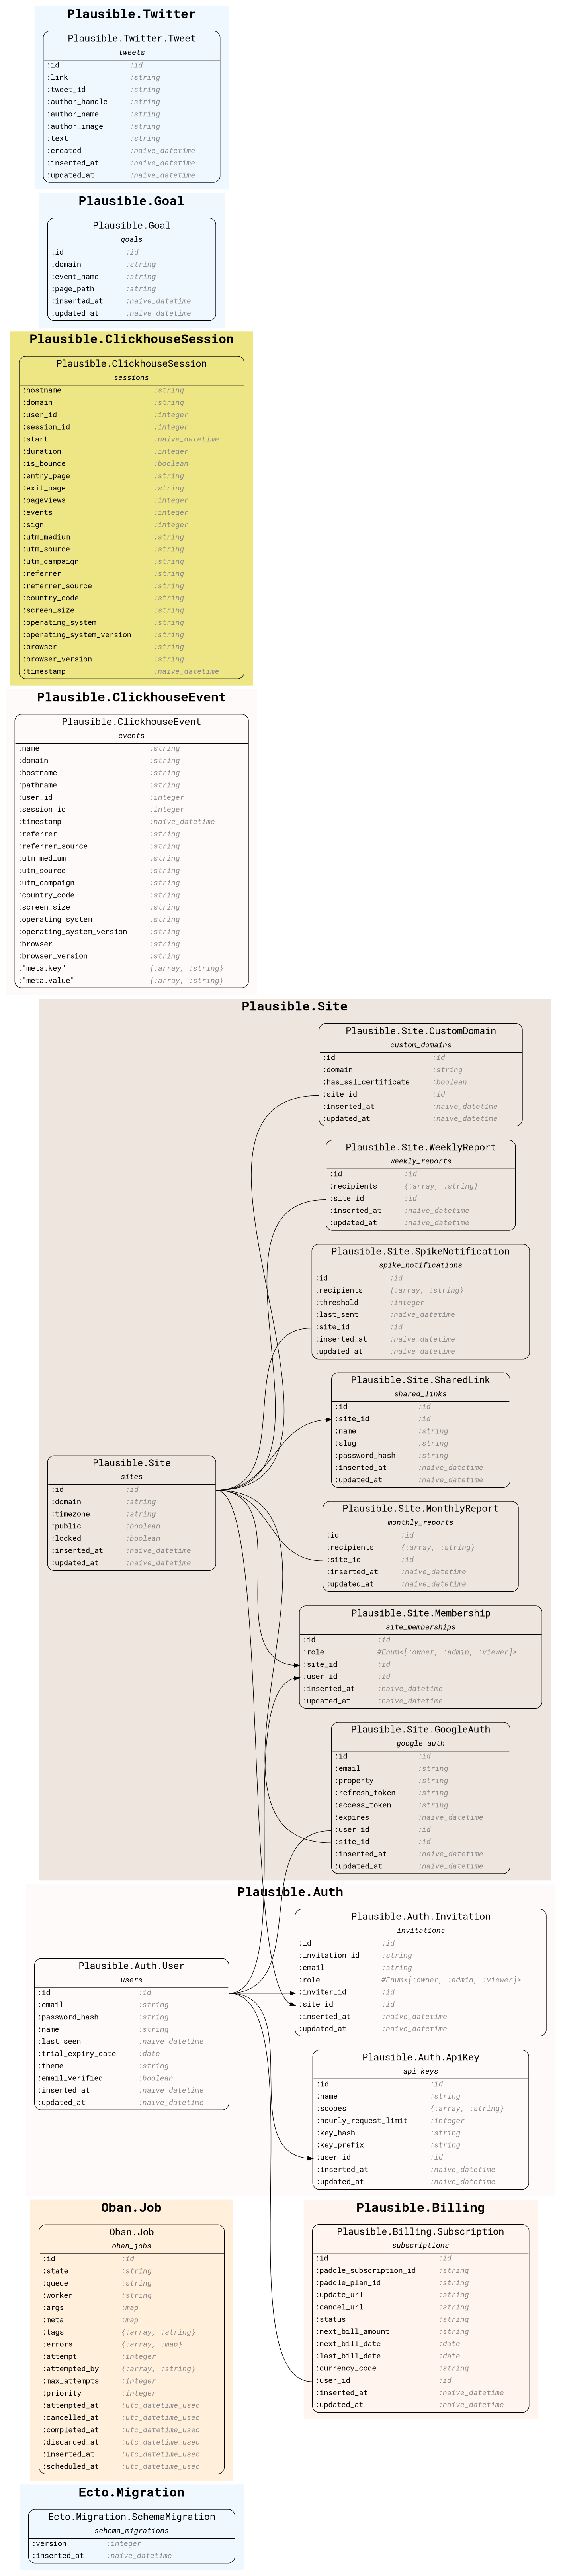 Plausible.Twitter
Plausible.Twitter.Tweet
tweets
:id :id
:link :string
:tweet_id :string
:author_handle :string
:author_name :string
:author_image :string
:text :string
:created :naive_datetime
:inserted_at :naive_datetime
:updated_at :naive_datetime
Plausible.Goal
Plausible.Goal
goals
:id :id
:domain :string
:event_name :string
:page_path :string
:inserted_at :naive_datetime
:updated_at :naive_datetime
Plausible.ClickhouseSession
Plausible.ClickhouseSession
sessions
:hostname :string
:domain :string
:user_id :integer
:session_id :integer
:start :naive_datetime
:duration :integer
:is_bounce :boolean
:entry_page :string
:exit_page :string
:pageviews :integer
:events :integer
:sign :integer
:utm_medium :string
:utm_source :string
:utm_campaign :string
:referrer :string
:referrer_source :string
:country_code :string
:screen_size :string
:operating_system :string
:operating_system_version :string
:browser :string
:browser_version :string
:timestamp :naive_datetime
Plausible.ClickhouseEvent
Plausible.ClickhouseEvent
events
:name :string
:domain :string
:hostname :string
:pathname :string
:user_id :integer
:session_id :integer
:timestamp :naive_datetime
:referrer :string
:referrer_source :string
:utm_medium :string
:utm_source :string
:utm_campaign :string
:country_code :string
:screen_size :string
:operating_system :string
:operating_system_version :string
:browser :string
:browser_version :string
:"meta.key" {:array, :string}
:"meta.value" {:array, :string}
Plausible.Site
Plausible.Site.CustomDomain
custom_domains
:id :id
:domain :string
:has_ssl_certificate :boolean
:site_id :id
:inserted_at :naive_datetime
:updated_at :naive_datetime
Plausible.Site.WeeklyReport
weekly_reports
:id :id
:recipients {:array, :string}
:site_id :id
:inserted_at :naive_datetime
:updated_at :naive_datetime
Plausible.Site.SpikeNotification
spike_notifications
:id :id
:recipients {:array, :string}
:threshold :integer
:last_sent :naive_datetime
:site_id :id
:inserted_at :naive_datetime
:updated_at :naive_datetime
Plausible.Site.SharedLink
shared_links
:id :id
:site_id :id
:name :string
:slug :string
:password_hash :string
:inserted_at :naive_datetime
:updated_at :naive_datetime
Plausible.Site
sites
:id :id
:domain :string
:timezone :string
:public :boolean
:locked :boolean
:inserted_at :naive_datetime
:updated_at :naive_datetime
Plausible.Site.MonthlyReport
monthly_reports
:id :id
:recipients {:array, :string}
:site_id :id
:inserted_at :naive_datetime
:updated_at :naive_datetime
Plausible.Site.Membership
site_memberships
:id :id
:role #Enum<[:owner, :admin, :viewer]>
:site_id :id
:user_id :id
:inserted_at :naive_datetime
:updated_at :naive_datetime
Plausible.Site.GoogleAuth
google_auth
:id :id
:email :string
:property :string
:refresh_token :string
:access_token :string
:expires :naive_datetime
:user_id :id
:site_id :id
:inserted_at :naive_datetime
:updated_at :naive_datetime
Plausible.Auth
Plausible.Auth.Invitation
invitations
:id :id
:invitation_id :string
:email :string
:role #Enum<[:owner, :admin, :viewer]>
:inviter_id :id
:site_id :id
:inserted_at :naive_datetime
:updated_at :naive_datetime
Plausible.Auth.User
users
:id :id
:email :string
:password_hash :string
:name :string
:last_seen :naive_datetime
:trial_expiry_date :date
:theme :string
:email_verified :boolean
:inserted_at :naive_datetime
:updated_at :naive_datetime
Plausible.Auth.ApiKey
api_keys
:id :id
:name :string
:scopes {:array, :string}
:hourly_request_limit :integer
:key_hash :string
:key_prefix :string
:user_id :id
:inserted_at :naive_datetime
:updated_at :naive_datetime
Oban.Job
Oban.Job
oban_jobs
:id :id
:state :string
:queue :string
:worker :string
:args :map
:meta :map
:tags {:array, :string}
:errors {:array, :map}
:attempt :integer
:attempted_by {:array, :string}
:max_attempts :integer
:priority :integer
:attempted_at :utc_datetime_usec
:cancelled_at :utc_datetime_usec
:completed_at :utc_datetime_usec
:discarded_at :utc_datetime_usec
:inserted_at :utc_datetime_usec
:scheduled_at :utc_datetime_usec
Plausible.Billing
Plausible.Billing.Subscription
subscriptions
:id :id
:paddle_subscription_id :string
:paddle_plan_id :string
:update_url :string
:cancel_url :string
:status :string
:next_bill_amount :string
:next_bill_date :date
:last_bill_date :date
:currency_code :string
:user_id :id
:inserted_at :naive_datetime
:updated_at :naive_datetime
Ecto.Migration
Ecto.Migration.SchemaMigration
schema_migrations
:version :integer
:inserted_at :naive_datetime